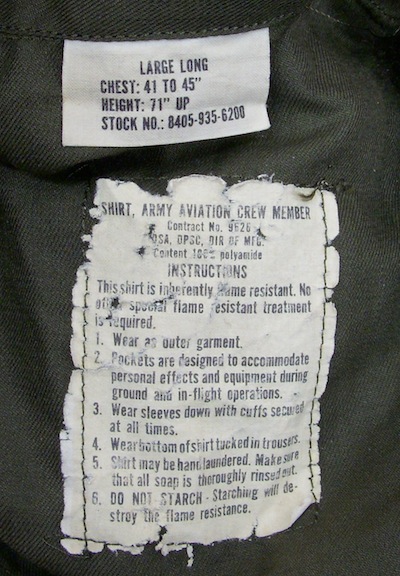 LARGE LONG
CHEST: 41 TO 45"
HEIGHT: 71" UP
STOCK NO.: 8405-935-6200
SHIRT, ARMY AVIATION CREW MEMBER
Contract No. 9626
DSA, DPSC, DIR OF MFG.
Content 100% polyamide
INSTRUCTIONS
This shirt is inherently flame resistant. No
other special flame resistant treatment
is required.
1. Wear as outer garment.
2. Pockets are designed to accommodate
personal effects and equipment during
ground and in-flight operations.
3. Wear sleeves down with cuffs secured
at all times.
4. Wear bottom of shirt tucked in trousers.
5. Shirt may be hand laundered. Make sure
that all soap is thoroughly rinsed out.
6. DO NOT STARCH - Starching will de-
stroy the flame resistance.